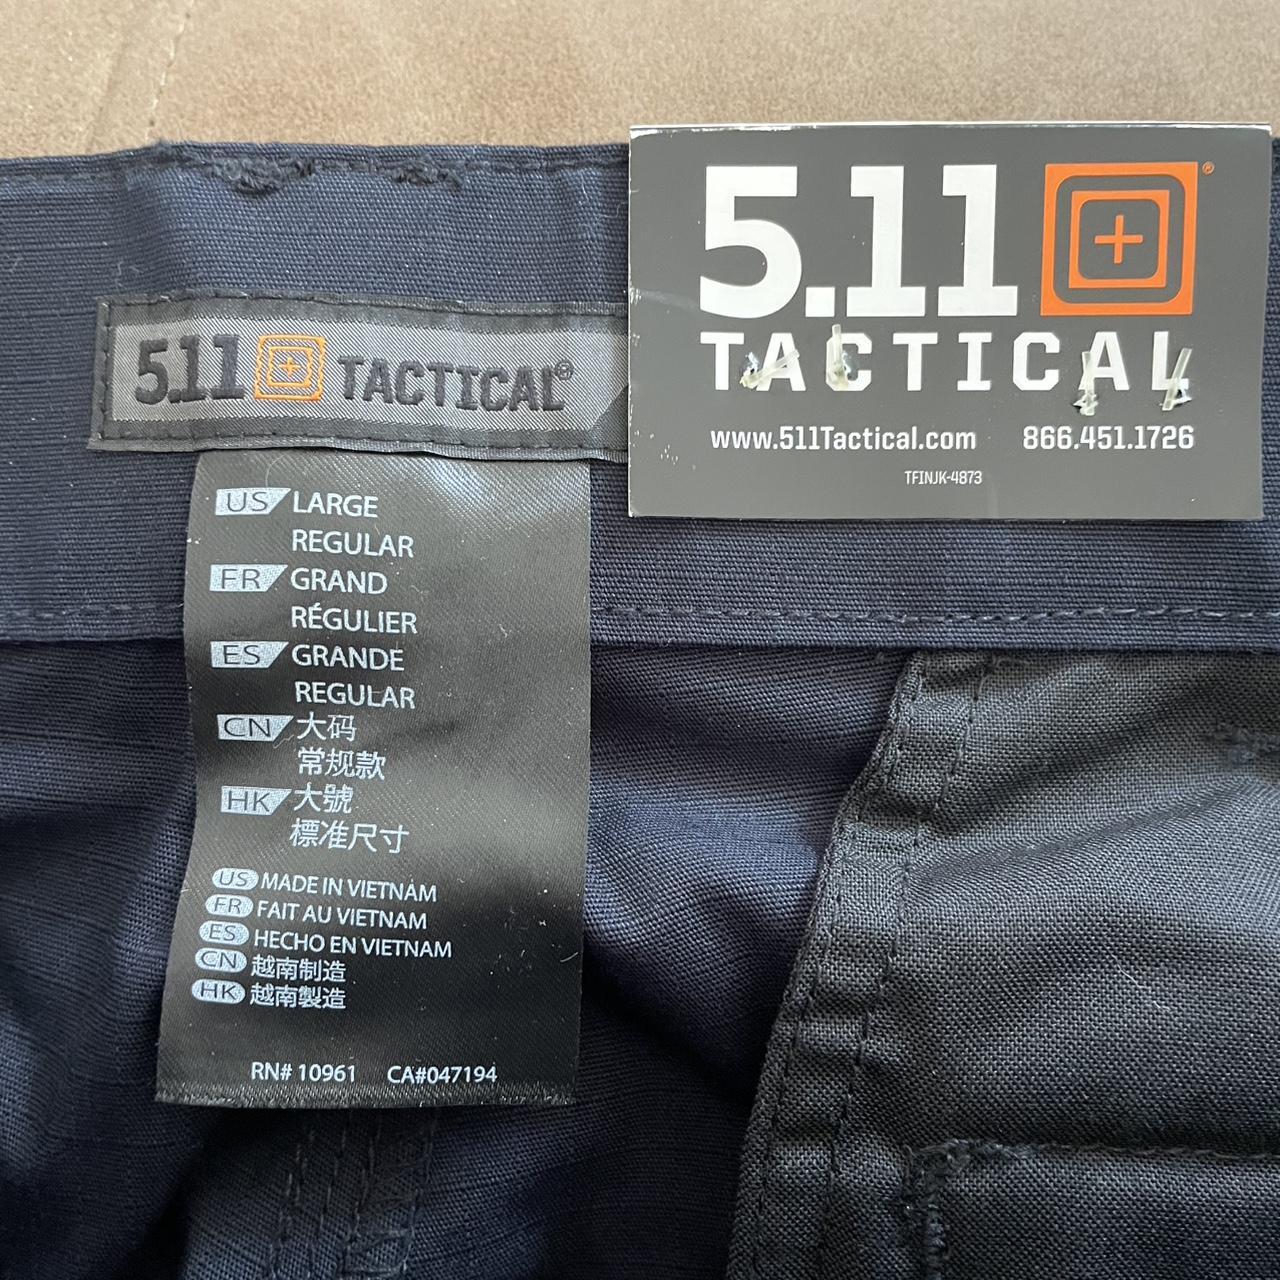 5.11 ®
TACTICAL
www.511Tactical.com 866.451.1726
TFINJK-4873
5.11 TACTICAL®
US LARGE
REGULAR
FR GRAND
RÉGULIER
ES GRANDE
REGULAR
CN 大码
常规款
HK 大號
標准尺寸
US MADE IN VIETNAM
FR FAIT AU VIETNAM
ES HECHO EN VIETNAM
CN 越南制造
HK 越南製造
RN# 10961 CA#047194